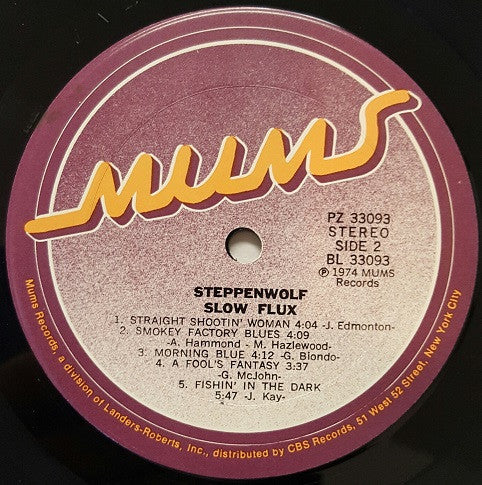 MUMS
PZ 33093
STEREO
SIDE 2
BL 33093
℗ 1974 MUMS
Records
STEPPENWOLF
SLOW FLUX
1. STRAIGHT SHOOTIN' WOMAN 4:04 -J. Edmonton-
2. SMOKEY FACTORY BLUES 4:09
-A. Hammond - M. Hazlewood-
3. MORNING BLUE 4:12 -G. Biondo-
4. A FOOL'S FANTASY 3:37
-G. McJohn-
5. FISHIN' IN THE DARK
5:47 -J. Kay-
Mums Records, a division of Landers-Roberts, Inc., distributed by CBS Records, 51 West 52 Street, New York City